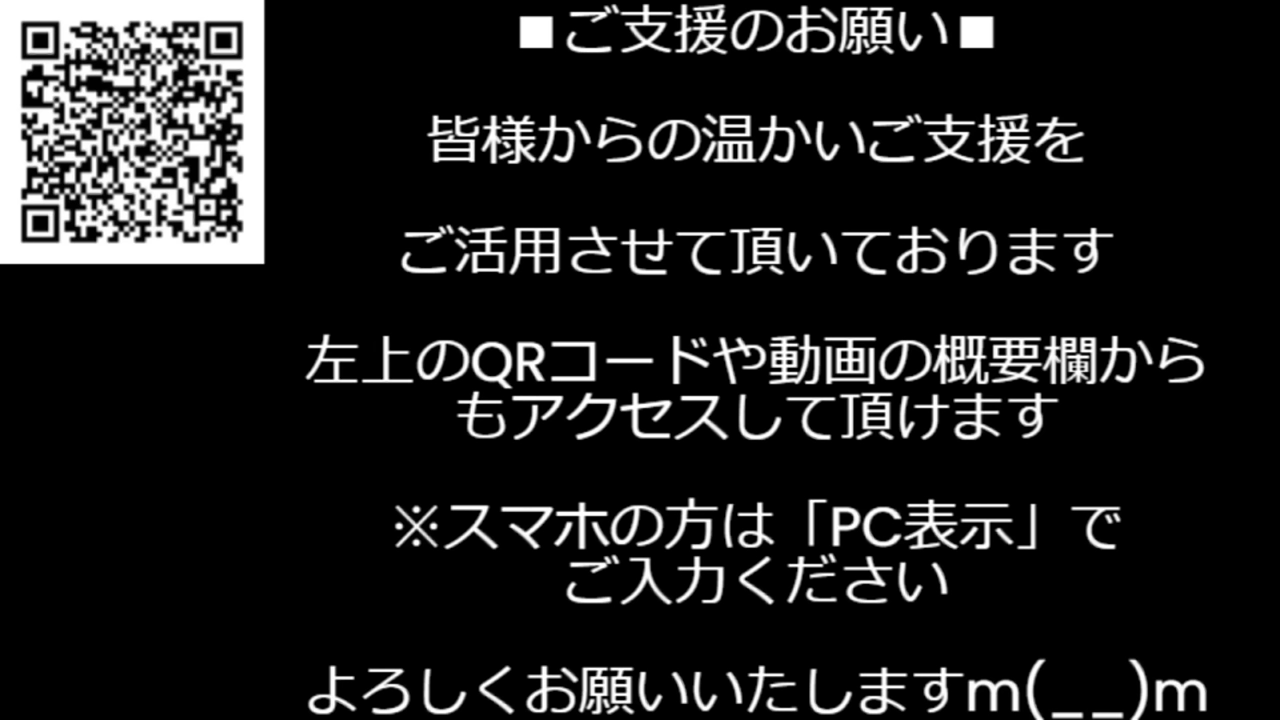 ■ご支援のお願い■
皆様からの温かいご支援を
ご活用させて頂いております
左上のQRコードや動画の概要欄から
もアクセスして頂けます
※スマホの方は「PC表示」で
ご入力ください
よろしくお願いいたしますm(__)m